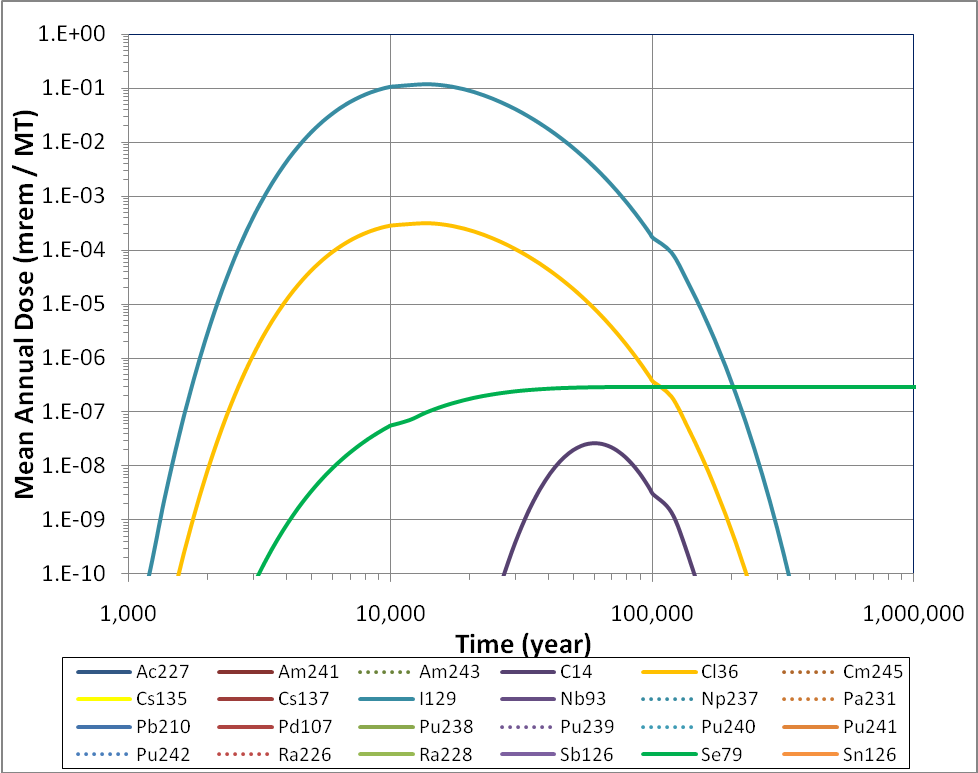 1.E+00
1.E-01
1.E-02
1.E-03
1.E-04
1.E-05
1.E-06
1.E-07
1.E-08
1.E-09
1.E-10
Mean Annual Dose (mrem / MT)
1,000 10,000 100,000 1,000,000
Time (year)
Ac227 Am241 Am243 C14 Cl36 Cm245
Cs135 Cs137 I129 Nb93 Np237 Pa231
Pb210 Pd107 Pu238 Pu239 Pu240 Pu241
Pu242 Ra226 Ra228 Sb126 Se79 Sn126